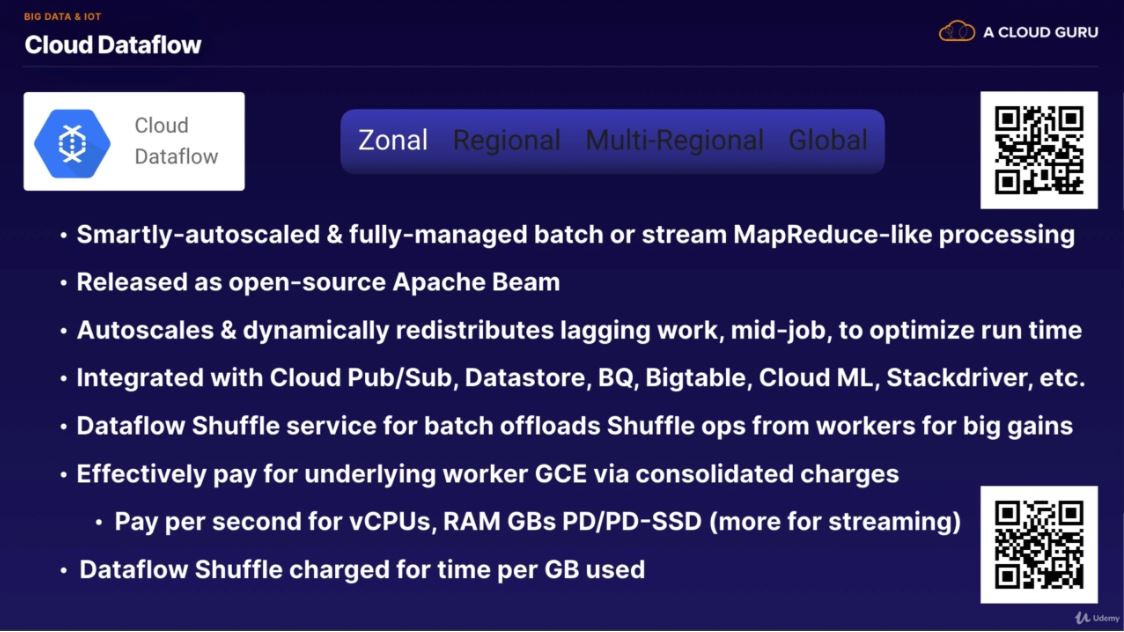 BIG DATA & IOT
Cloud Dataflow
A CLOUD GURU
Cloud
Dataflow
Zonal Regional Multi-Regional Global
• Smartly-autoscaled & fully-managed batch or stream MapReduce-like processing
• Released as open-source Apache Beam
• Autoscales & dynamically redistributes lagging work, mid-job, to optimize run time
• Integrated with Cloud Pub/Sub, Datastore, BQ, Bigtable, Cloud ML, Stackdriver, etc.
• Dataflow Shuffle service for batch offloads Shuffle ops from workers for big gains
• Effectively pay for underlying worker GCE via consolidated charges
• Pay per second for vCPUs, RAM GBs PD/PD-SSD (more for streaming)
• Dataflow Shuffle charged for time per GB used
Udemy